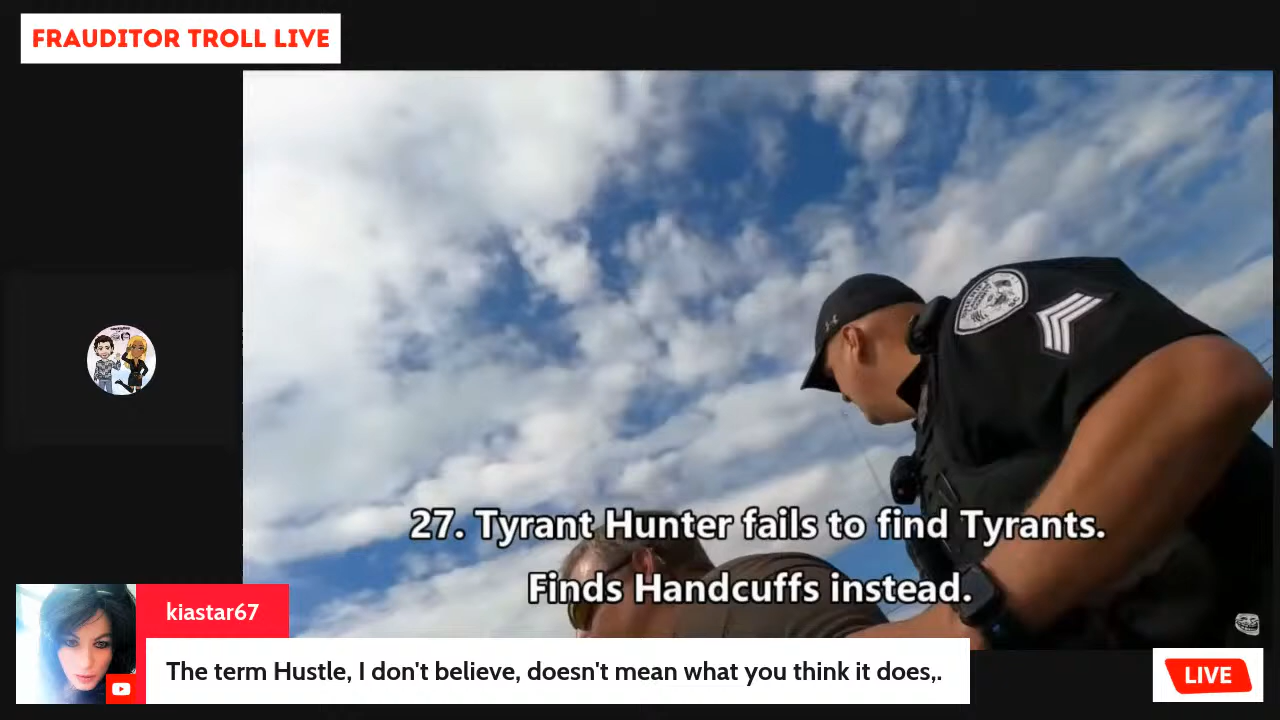 FRAUDITOR TROLL LIVE
27. Tyrant Hunter fails to find Tyrants.
Finds Handcuffs instead.
kiastar67
The term Hustle, I don't believe, doesn't mean what you think it does,.
LIVE